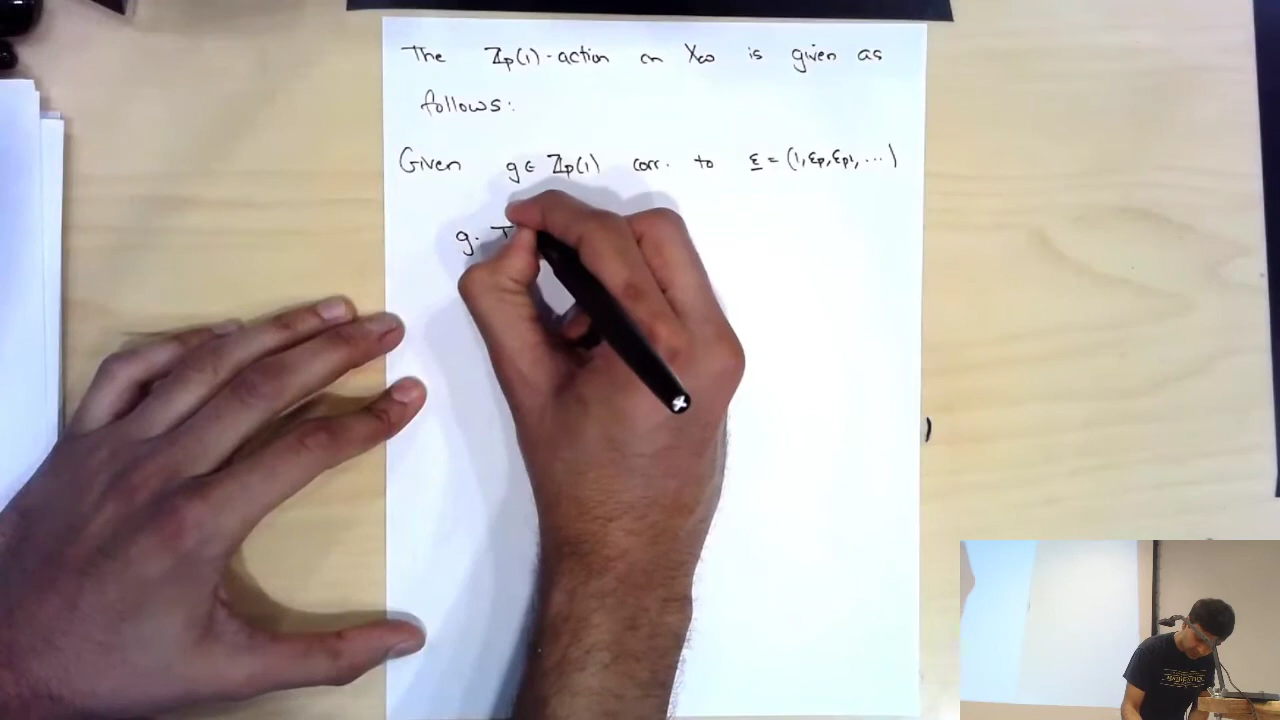 The ℤp(1)-action on X∞ is given as
follows:
Given g ∈ ℤp(1) corr. to ε = (1, εp, εp², ...)
g. T